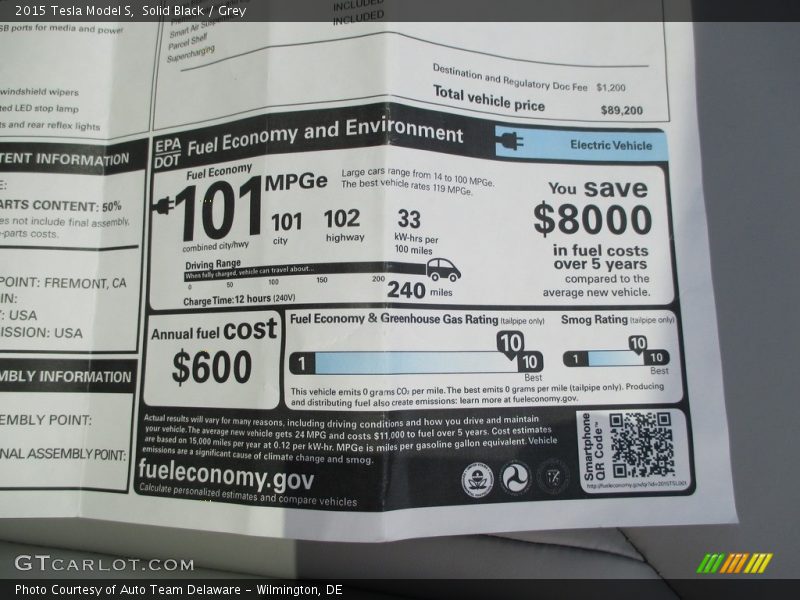 2015 Tesla Model S, Solid Black / Grey
SB ports for media and power
windshield wipers
ted LED stop lamp
ts and rear reflex lights
TENT INFORMATION
E:
ARTS CONTENT: 50%
es not include final assembly,
-parts costs.
POINT: FREMONT, CA
IN:
Y: USA
ISSION: USA
MBLY INFORMATION
EMBLY POINT:
NAL ASSEMBLY POINT:
INCLUDED
INCLUDED
Smart Air
Parcel Shelf
Supercharging
Destination and Regulatory Doc Fee $1,200
Total vehicle price $89,200
EPA
DOT
Fuel Economy and Environment
Electric Vehicle
Fuel Economy
101 MPGe
combined city/hwy
101
city
102
highway
Large cars range from 14 to 100 MPGe.
The best vehicle rates 119 MPGe.
33
kW-hrs per
100 miles
Driving Range
When fully charged, vehicle can travel about...
0 50 100 150 200
240 miles
Charge Time: 12 hours (240V)
You save
$8000
in fuel costs
over 5 years
compared to the
average new vehicle.
Annual fuel cost
$600
Fuel Economy & Greenhouse Gas Rating (tailpipe only)
10
1 10
Best
Smog Rating (tailpipe only)
10
1 10
Best
This vehicle emits 0 grams CO₂ per mile. The best emits 0 grams per mile (tailpipe only). Producing
and distributing fuel also create emissions: learn more at fueleconomy.gov.
Actual results will vary for many reasons, including driving conditions and how you drive and maintain
your vehicle. The average new vehicle gets 24 MPG and costs $11,000 to fuel over 5 years. Cost estimates
are based on 15,000 miles per year at 0.12 per kW-hr. MPGe is miles per gasoline gallon equivalent. Vehicle
emissions are a significant cause of climate change and smog.
fueleconomy.gov
Calculate personalized estimates and compare vehicles
Smartphone
QR Code™
GTCARLOT.COM
Photo Courtesy of Auto Team Delaware - Wilmington, DE